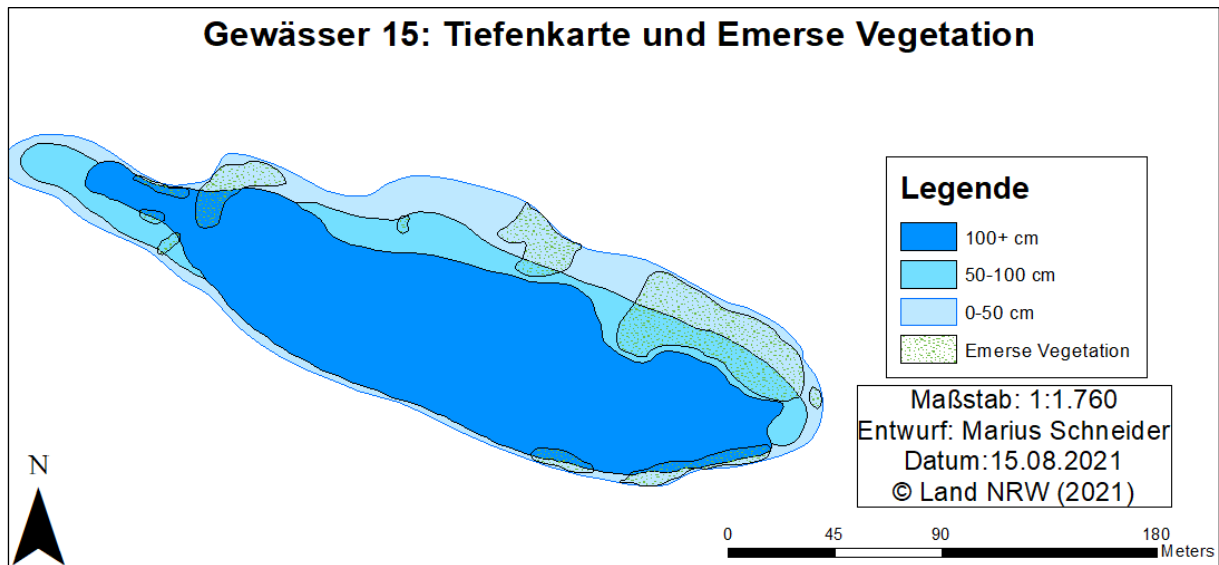 Gewässer 15: Tiefenkarte und Emerse Vegetation
Legende
100+ cm
50-100 cm
0-50 cm
Emerse Vegetation
Maßstab: 1:1.760
Entwurf: Marius Schneider
Datum:15.08.2021
© Land NRW (2021)
N
0 45 90 180
Meters